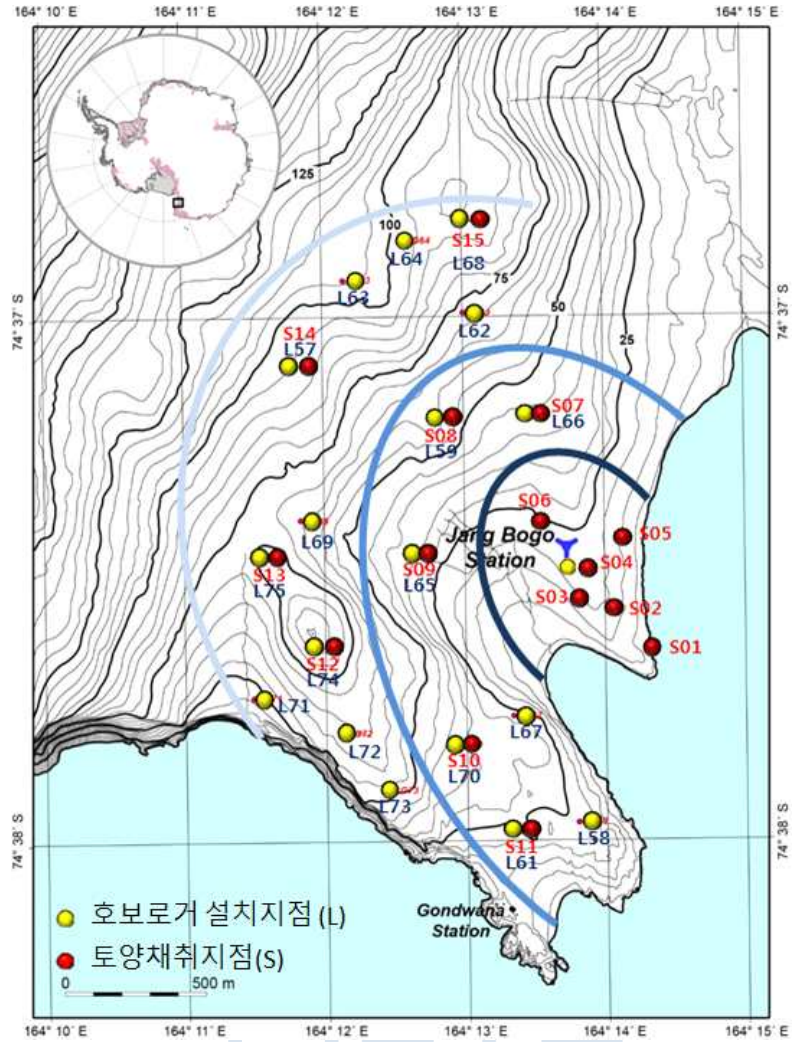 164° 10' E
164° 11' E
164° 12' E
164° 13' E
164° 14' E
164° 15' E
125
100
S15
L64
L68
75
L63
50
74° 37' S
L62
74° 37' S
25
S14
L57
S07
S08
L66
L59
S06
Jang Bogo
Station
S05
L69
S09
S04
S13
L65
L75
S03
S02
S01
S12
L74
L71
L67
L72
S10
L70
L73
L58
S11
L61
74° 38' S
74° 38' S
호보로거 설치지점 (L)
Gondwana
Station
토양채취지점(S)
0
500 m
164° 10' E
164° 11' E
164° 12' E
164° 13' E
164° 14' E
164° 15' E